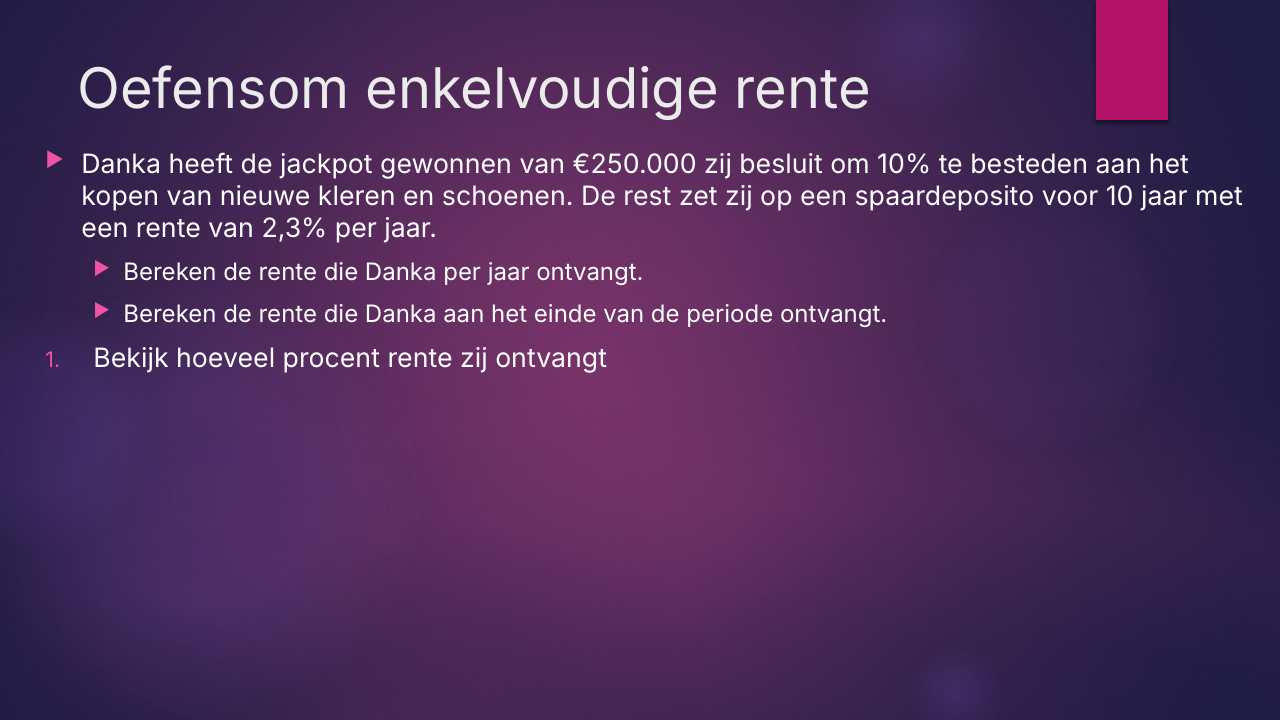 Oefensom enkelvoudige rente
Danka heeft de jackpot gewonnen van €250.000 zij besluit om 10% te besteden aan het
kopen van nieuwe kleren en schoenen. De rest zet zij op een spaardeposito voor 10 jaar met
een rente van 2,3% per jaar.
Bereken de rente die Danka per jaar ontvangt.
Bereken de rente die Danka aan het einde van de periode ontvangt.
1. Bekijk hoeveel procent rente zij ontvangt